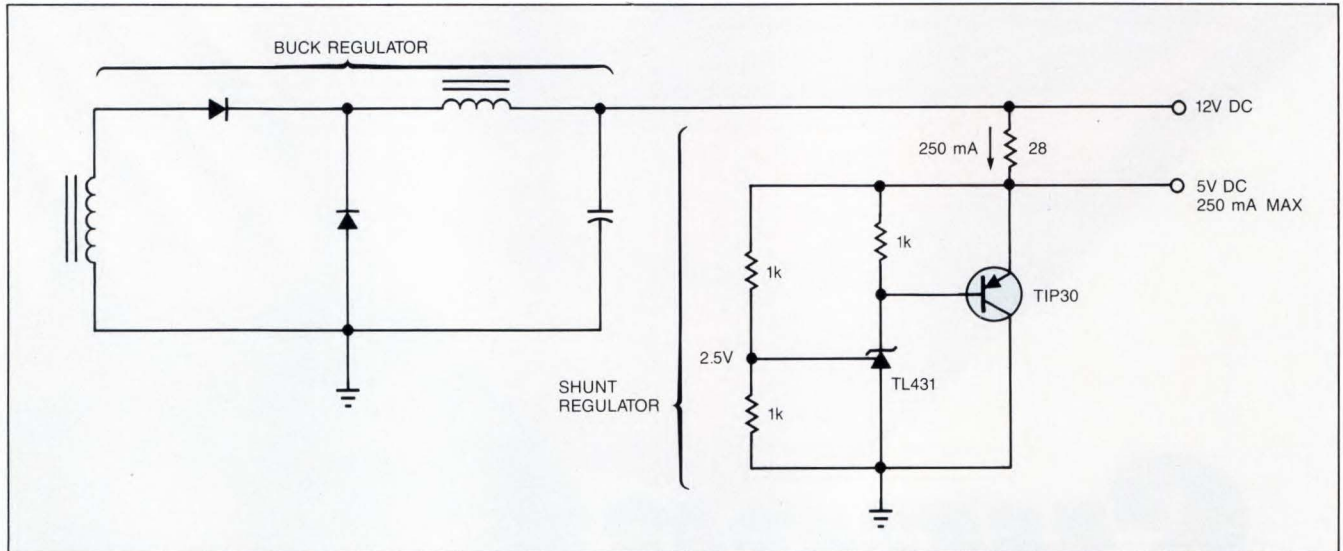 BUCK REGULATOR
12V DC
250 mA
28
5V DC
250 mA MAX
1k
1k
TIP30
2.5V
TL431
SHUNT
REGULATOR
1k